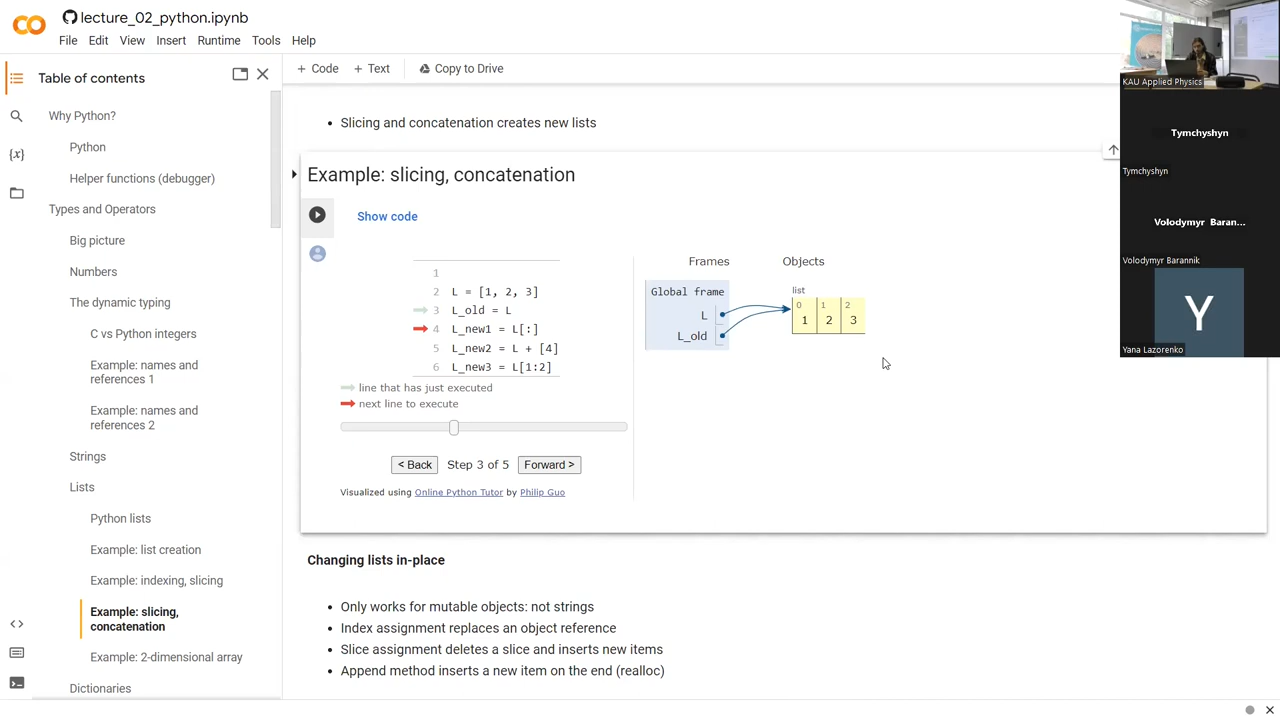 lecture_02_python.ipynb
File Edit View Insert Runtime Tools Help
Table of contents
Why Python?
Python
Helper functions (debugger)
Types and Operators
Big picture
Numbers
The dynamic typing
C vs Python integers
Example: names and
references 1
Example: names and
references 2
Strings
Lists
Python lists
Example: list creation
Example: indexing, slicing
Example: slicing,
concatenation
Example: 2-dimensional array
Dictionaries
+ Code + Text Copy to Drive
• Slicing and concatenation creates new lists
Example: slicing, concatenation
Show code
1
2 L = [1, 2, 3]
3 L_old = L
4 L_new1 = L[:]
5 L_new2 = L + [4]
6 L_new3 = L[1:2]
line that has just executed
next line to execute
< Back Step 3 of 5 Forward >
Visualized using Online Python Tutor by Philip Guo
Frames Objects
Global frame
L
L_old
list
0 1 2
1 2 3
Changing lists in-place
• Only works for mutable objects: not strings
• Index assignment replaces an object reference
• Slice assignment deletes a slice and inserts new items
• Append method inserts a new item on the end (realloc)
KAU Applied Physics
Tymchyshyn
Tymchyshyn
Volodymyr Baran...
Volodymyr Barannik
Y
Yana Lazorenko